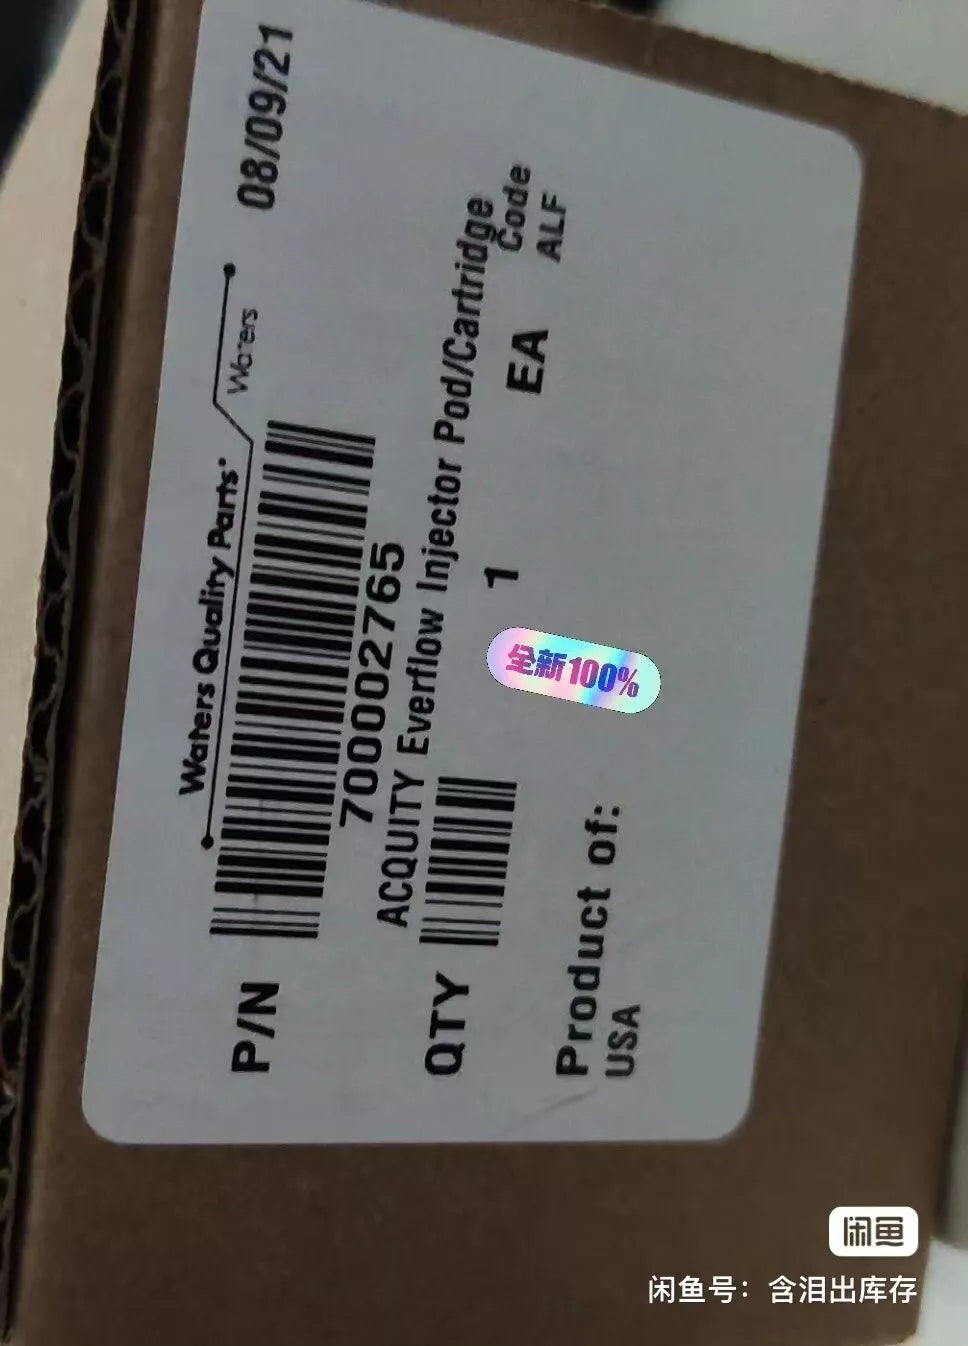 08/09/21
Waters Quality Parts®
Waters
P/N
700002765
ACQUITY Everflow Injector Pod/Cartridge
QTY 1 EA
Code
ALF
Product of:
USA
全新100%
闲鱼
闲鱼号：含泪出库存